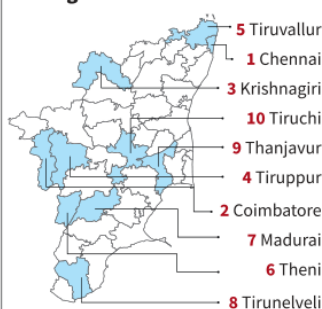 5 Tiruvallur
1 Chennai
3 Krishnagiri
10 Tiruchi
9 Thanjavur
4 Tiruppur
2 Coimbatore
7 Madurai
6 Theni
8 Tirunelveli